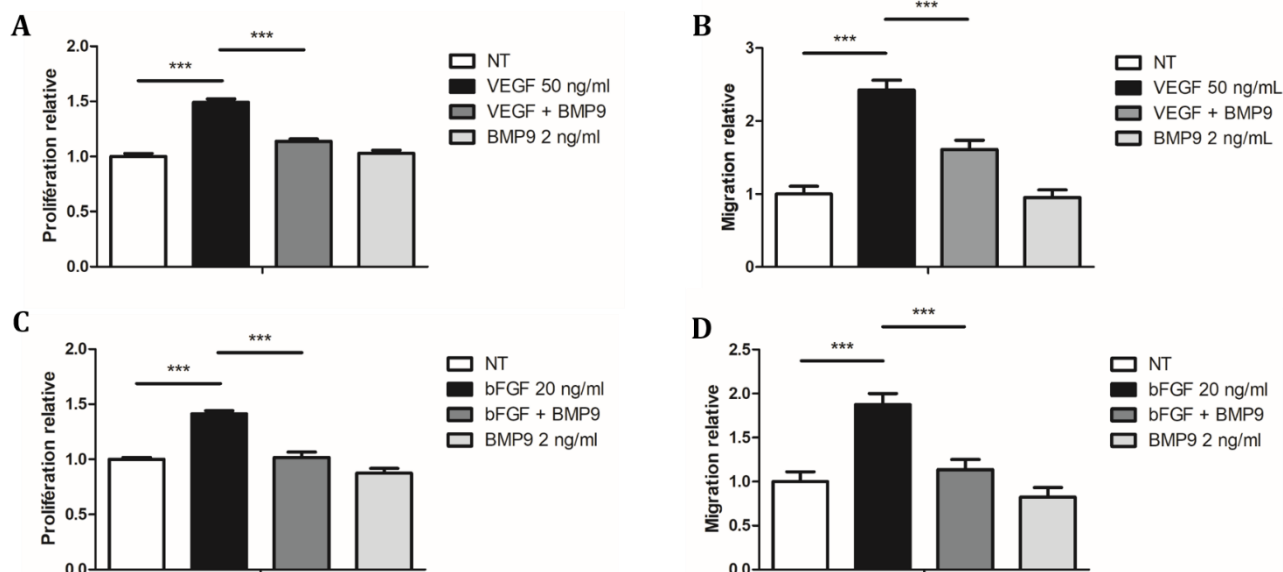 A
Prolifération relative
2.0
1.5
1.0
0.5
0.0
***
***
NT
VEGF 50 ng/ml
VEGF + BMP9
BMP9 2 ng/ml
B
Migration relative
3
2
1
0
***
***
NT
VEGF 50 ng/mL
VEGF + BMP9
BMP9 2 ng/mL
C
Prolifération relative
2.0
1.5
1.0
0.5
0.0
***
***
NT
bFGF 20 ng/ml
bFGF + BMP9
BMP9 2 ng/ml
D
Migration relative
2.5
2.0
1.5
1.0
0.5
0.0
***
***
NT
bFGF 20 ng/ml
bFGF + BMP9
BMP9 2 ng/ml